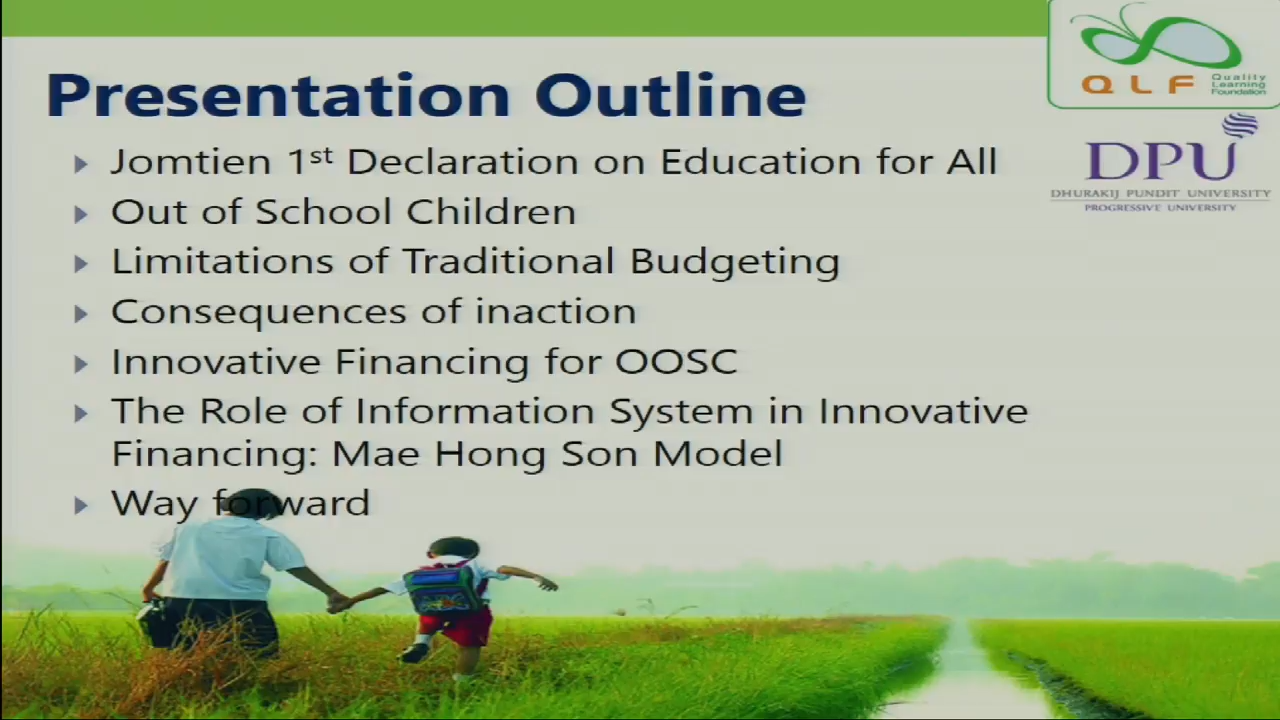 Presentation Outline
Jomtien 1st Declaration on Education for All
Out of School Children
Limitations of Traditional Budgeting
Consequences of inaction
Innovative Financing for OOSC
The Role of Information System in Innovative
Financing: Mae Hong Son Model
Way forward
QLF
Quality
Learning
Foundation
DPU
DHURAKIJ PUNDIT UNIVERSITY
PROGRESSIVE UNIVERSITY